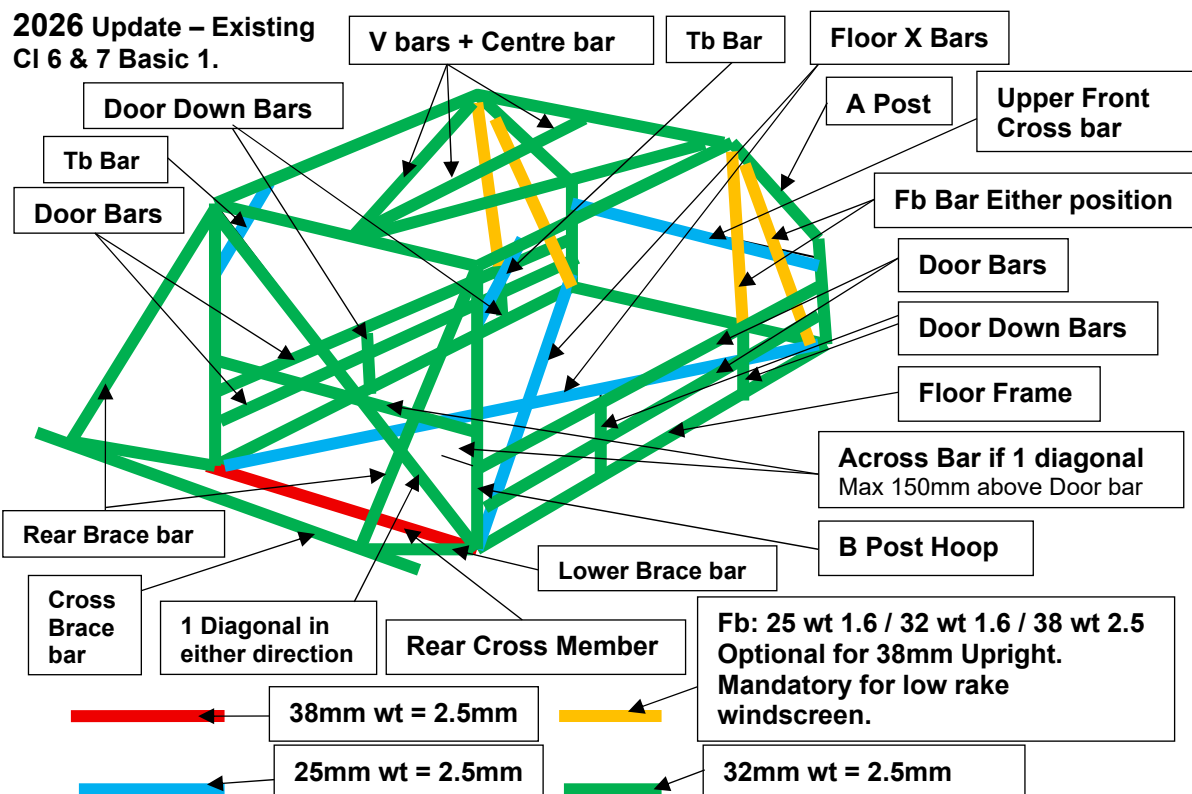 2026 Update – Existing
Cl 6 & 7 Basic 1.
V bars + Centre bar
Tb Bar
Floor X Bars
Door Down Bars
A Post
Upper Front
Cross bar
Tb Bar
Door Bars
Fb Bar Either position
Door Bars
Door Down Bars
Floor Frame
Across Bar if 1 diagonal
Max 150mm above Door bar
Rear Brace bar
B Post Hoop
Lower Brace bar
Cross
Brace
bar
1 Diagonal in
either direction
Rear Cross Member
Fb: 25 wt 1.6 / 32 wt 1.6 / 38 wt 2.5
Optional for 38mm Upright.
Mandatory for low rake
windscreen.
38mm wt = 2.5mm
25mm wt = 2.5mm
32mm wt = 2.5mm